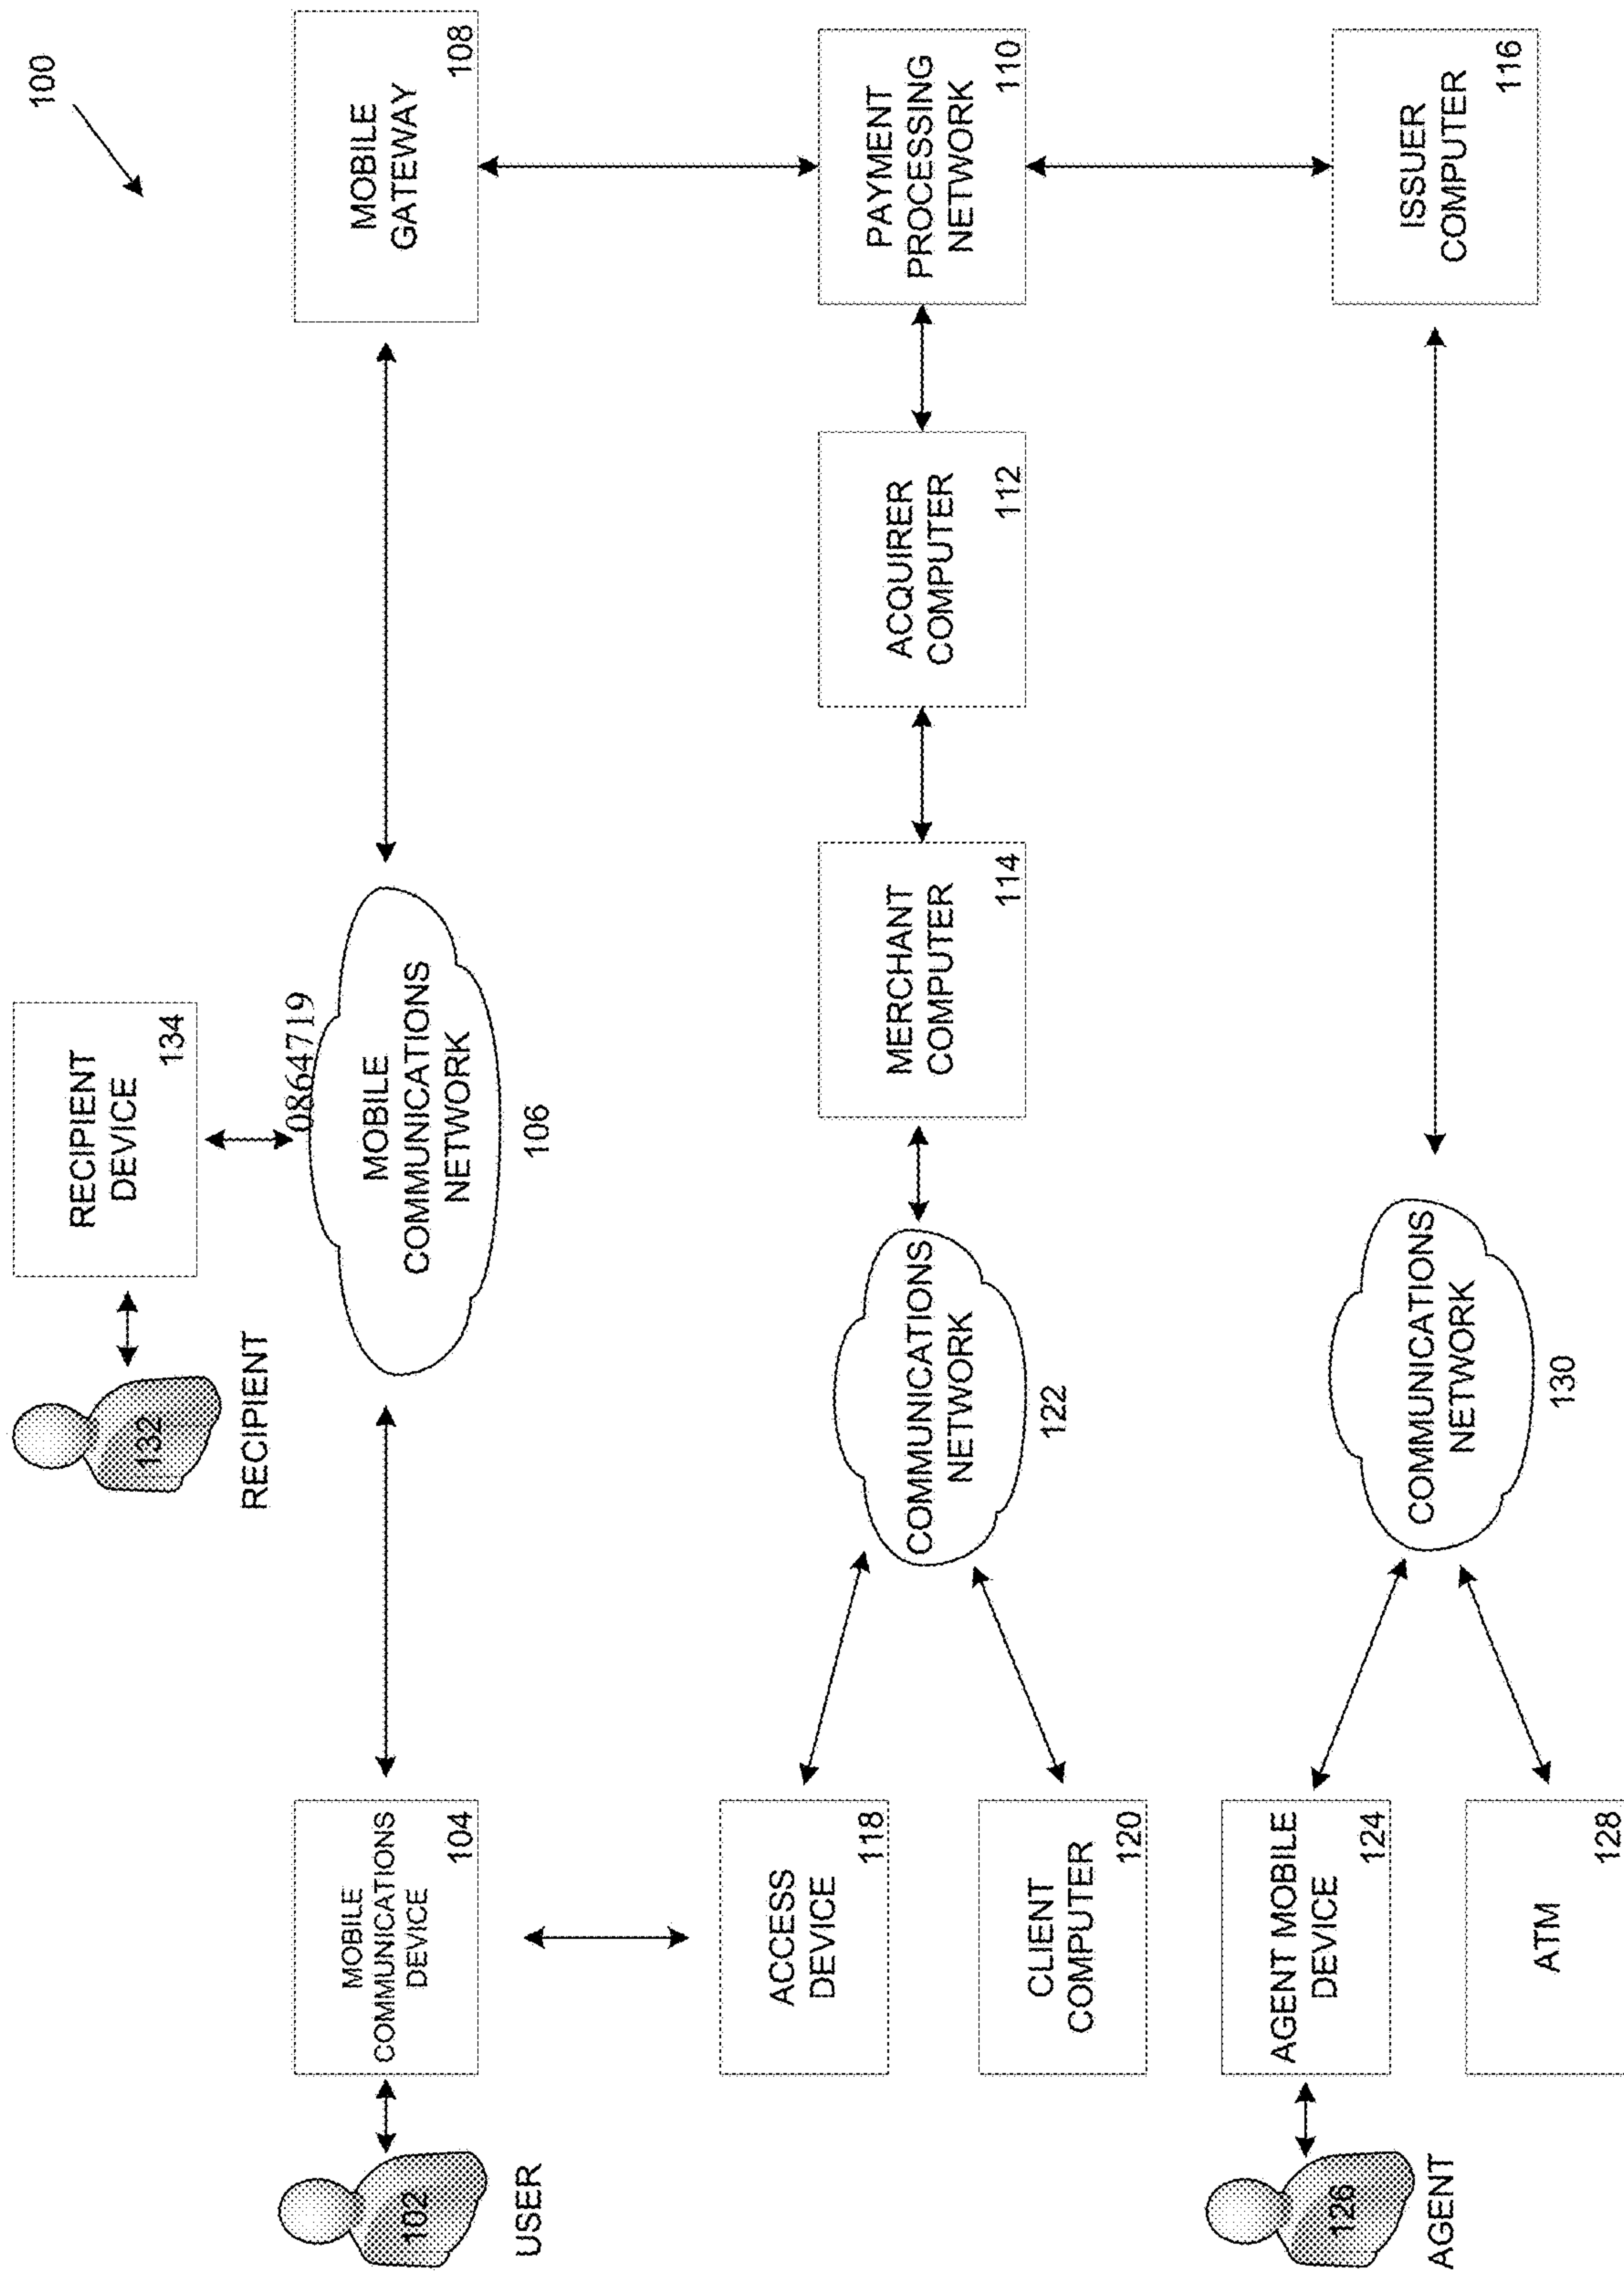 100
RECIPIENT
DEVICE
134
132
RECIPIENT
MOBILE
GATEWAY
108
0864719
MOBILE
COMMUNICATIONS
NETWORK
106
MOBILE
COMMUNICATIONS
DEVICE
104
102
USER
PAYMENT
PROCESSING
NETWORK
110
ACQUIRER
COMPUTER
112
MERCHANT
COMPUTER
114
COMMUNICATIONS
NETWORK
122
ACCESS
DEVICE
118
CLIENT
COMPUTER
120
ISSUER
COMPUTER
116
COMMUNICATIONS
NETWORK
130
AGENT MOBILE
DEVICE
124
126
AGENT
ATM
128